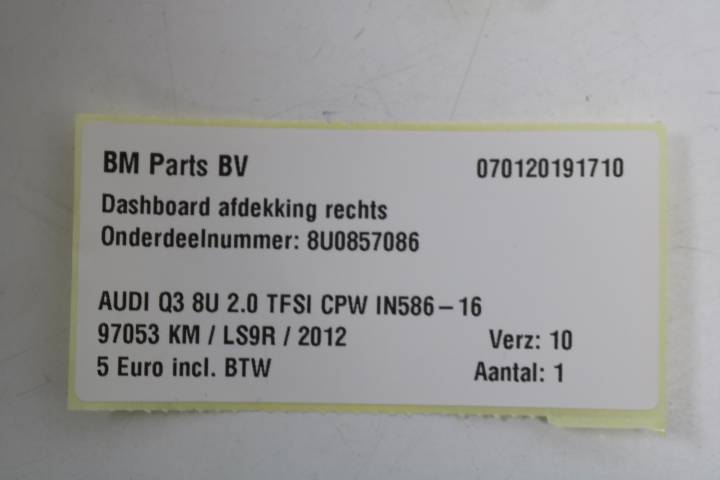 BM Parts BV 070120191710
Dashboard afdekking rechts
Onderdeelnummer: 8U0857086
AUDI Q3 8U 2.0 TFSI CPW IN586-16
97053 KM / LS9R / 2012 Verz: 10
5 Euro incl. BTW Aantal: 1